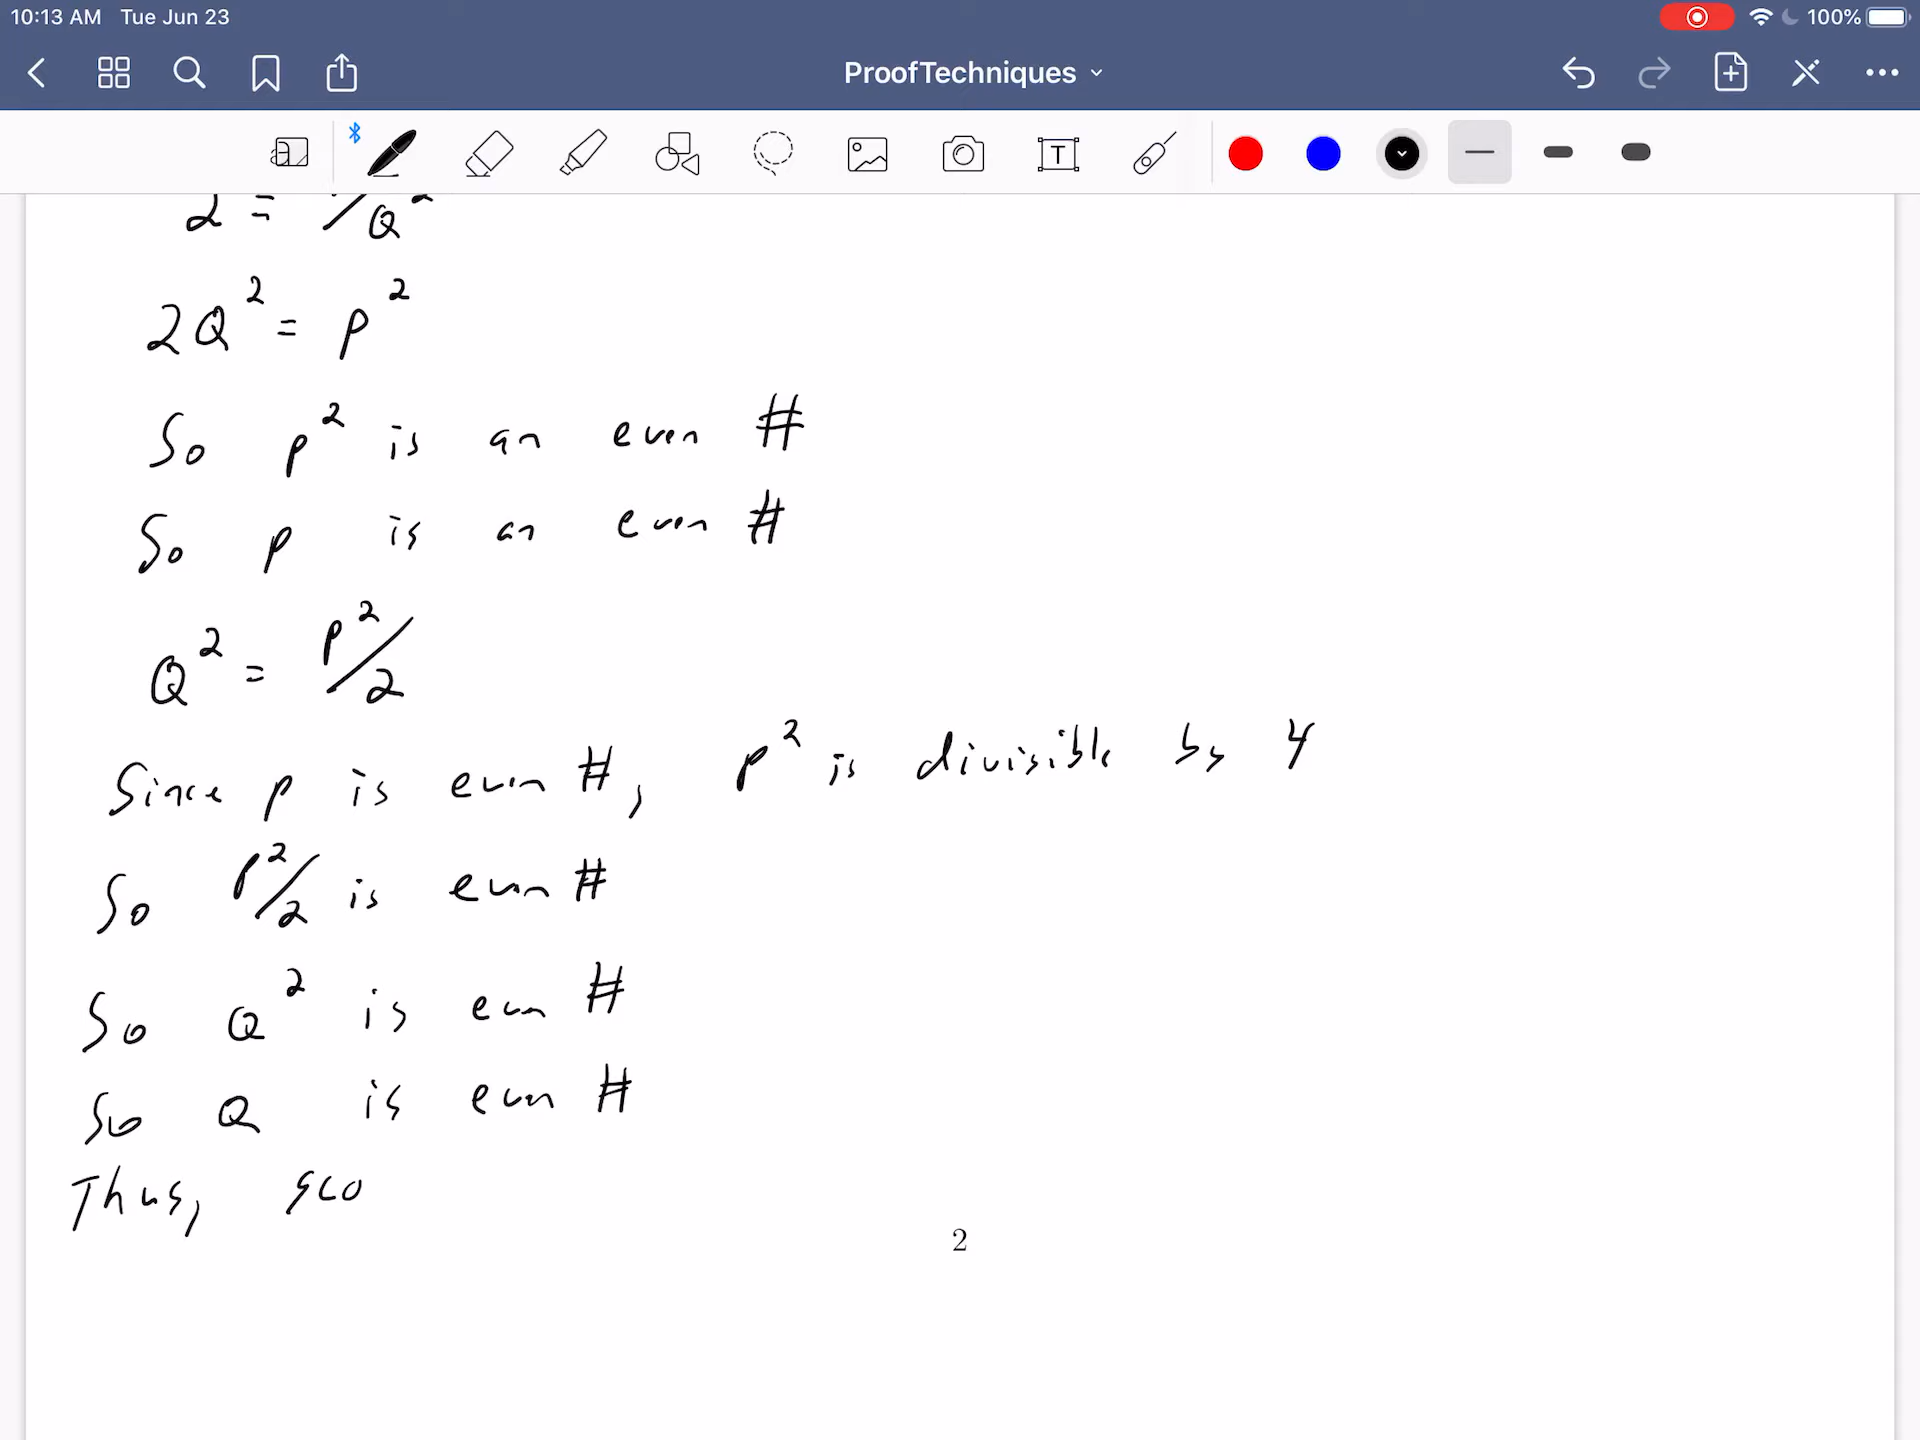 10:13 AM Tue Jun 23
100%
ProofTechniques
a
T
2 = /Q²
2Q² = P²
So P² is an even #
So P is an even #
Q² = P²/2
Since P is even #, P² is divisible by 4
So P²/2 is even #
So Q² is even #
So Q is even #
Thus,
2